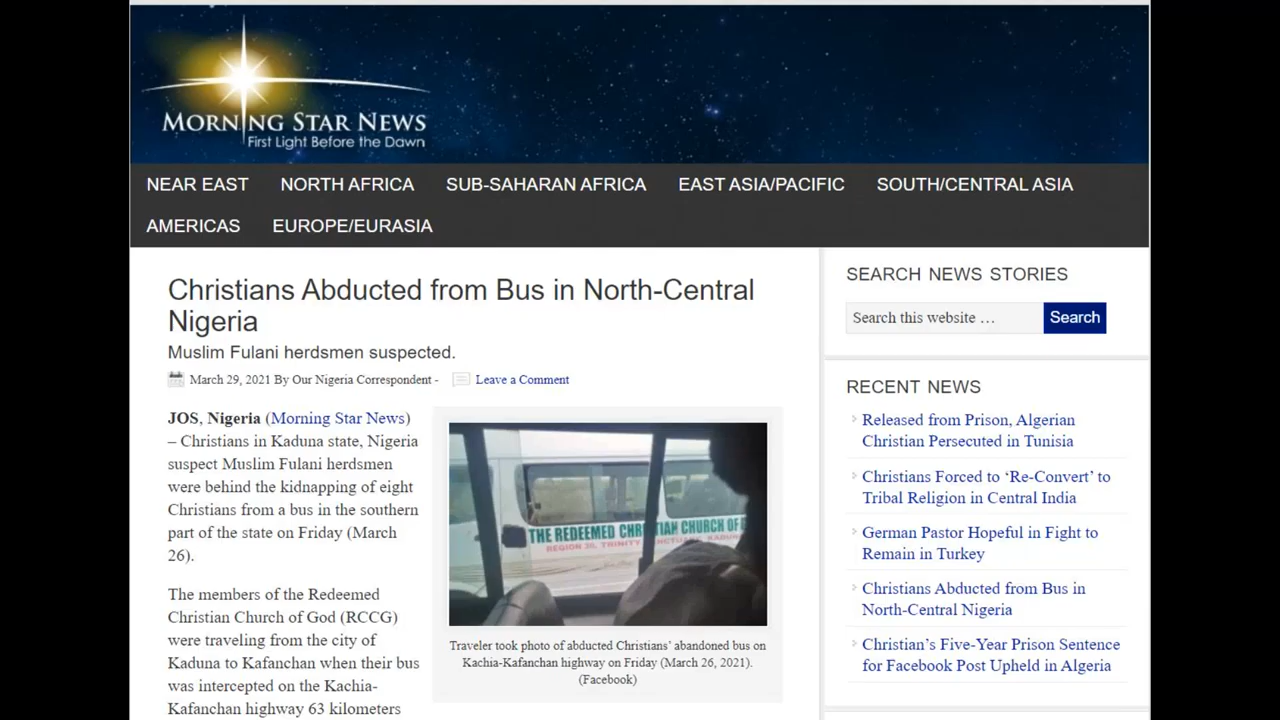 MORNING STAR NEWS
First Light Before the Dawn
NEAR EAST
NORTH AFRICA
SUB-SAHARAN AFRICA
EAST ASIA/PACIFIC
SOUTH/CENTRAL ASIA
AMERICAS
EUROPE/EURASIA
Christians Abducted from Bus in North-Central
Nigeria
Muslim Fulani herdsmen suspected.
March 29, 2021 By Our Nigeria Correspondent -
Leave a Comment
JOS, Nigeria (Morning Star News)
– Christians in Kaduna state, Nigeria
suspect Muslim Fulani herdsmen
were behind the kidnapping of eight
Christians from a bus in the southern
part of the state on Friday (March
26).
The members of the Redeemed
Christian Church of God (RCCG)
were traveling from the city of
Kaduna to Kafanchan when their bus
was intercepted on the Kachia-
Kafanchan highway 63 kilometers
THE REDEEMED CHRISTIAN CHURCH OF
REGION
Traveler took photo of abducted Christians’ abandoned bus on
Kachia-Kafanchan highway on Friday (March 26, 2021).
(Facebook)
SEARCH NEWS STORIES
Search this website …
Search
RECENT NEWS
Released from Prison, Algerian
Christian Persecuted in Tunisia
Christians Forced to ‘Re-Convert’ to
Tribal Religion in Central India
German Pastor Hopeful in Fight to
Remain in Turkey
Christians Abducted from Bus in
North-Central Nigeria
Christian’s Five-Year Prison Sentence
for Facebook Post Upheld in Algeria